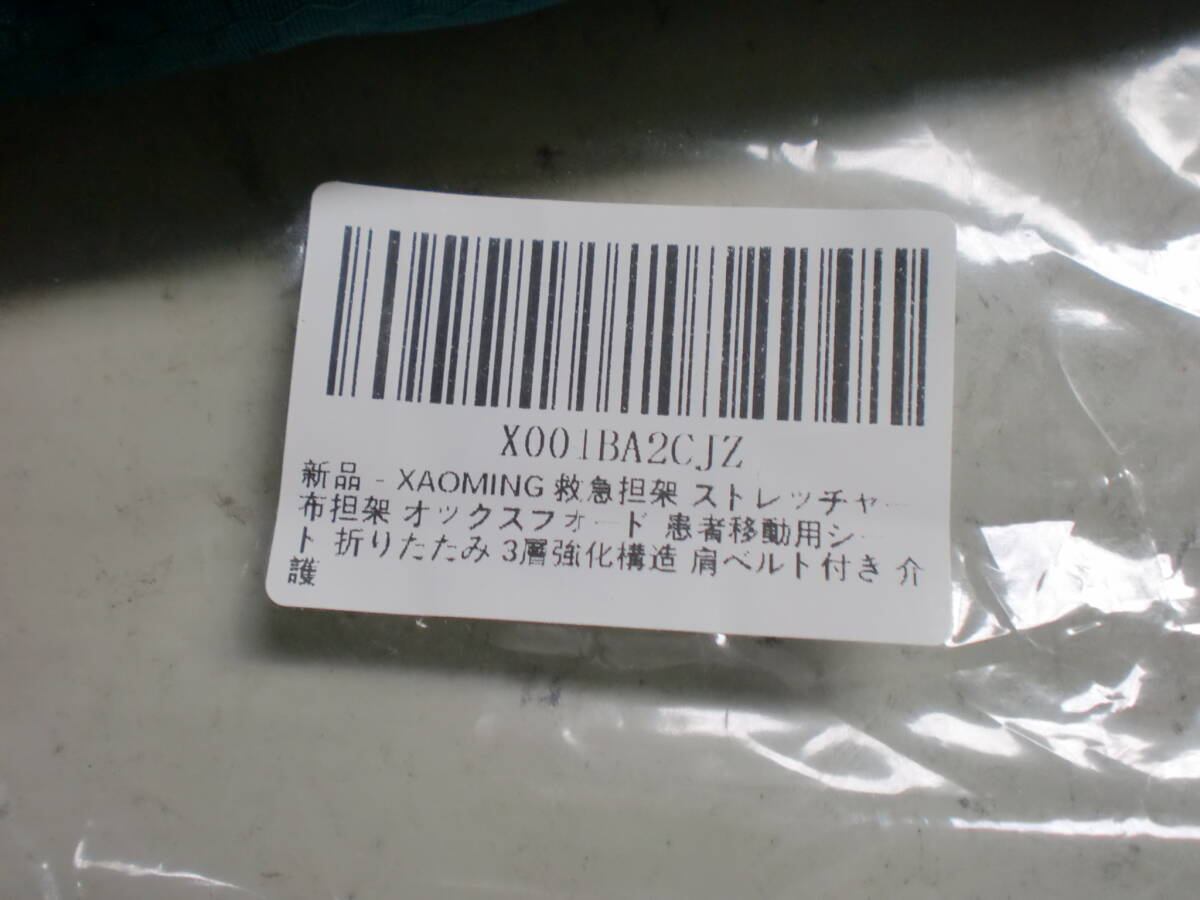 X001BA2CJZ
新品 - XAOMING 救急担架 ストレッチャー
布担架 オックスフォード 患者移動用シー
ト 折りたたみ 3層強化構造 肩ベルト付き 介
護